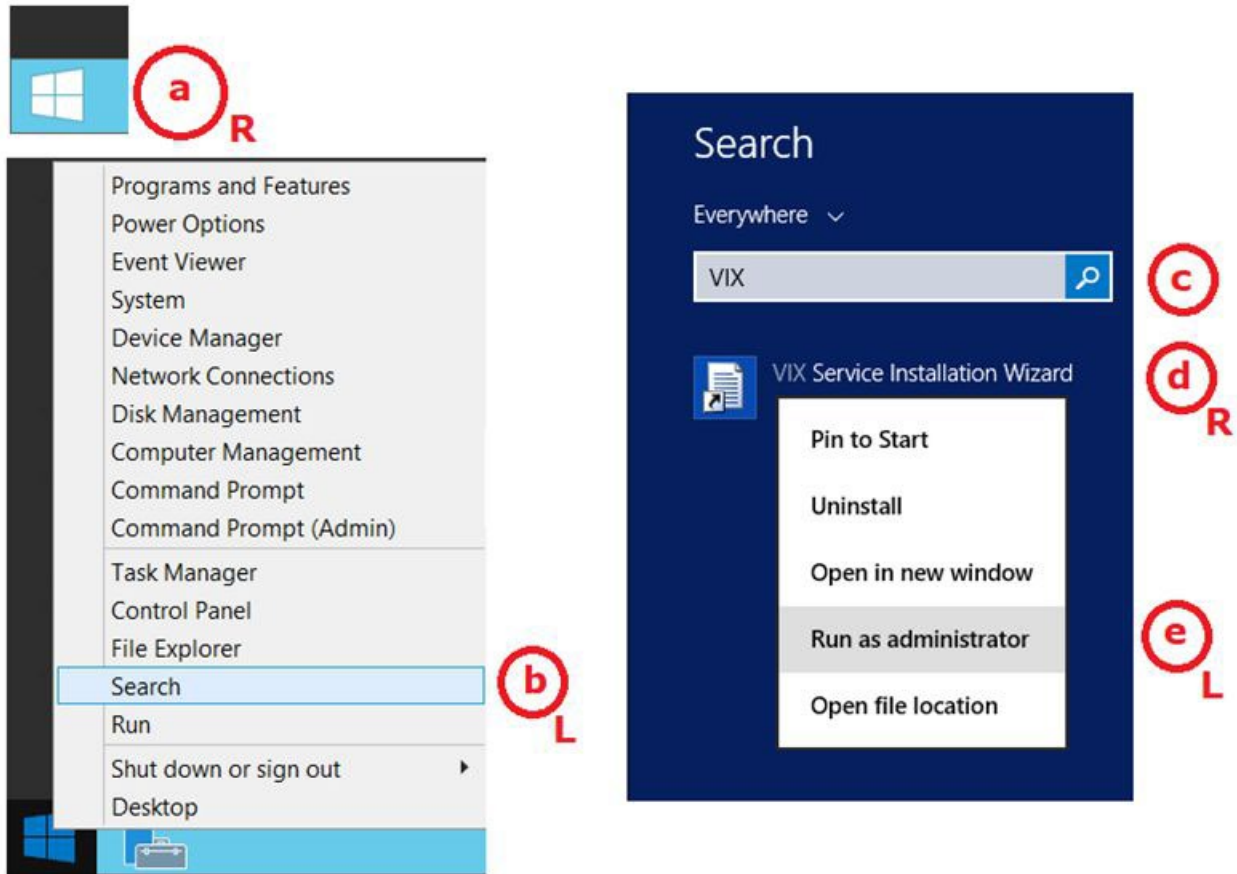 a
R
Programs and Features
Power Options
Event Viewer
System
Device Manager
Network Connections
Disk Management
Computer Management
Command Prompt
Command Prompt (Admin)
Task Manager
Control Panel
File Explorer
Search
b
L
Run
Shut down or sign out
Desktop
Search
Everywhere
VIX
c
VIX Service Installation Wizard
d
R
Pin to Start
Uninstall
Open in new window
Run as administrator
e
L
Open file location